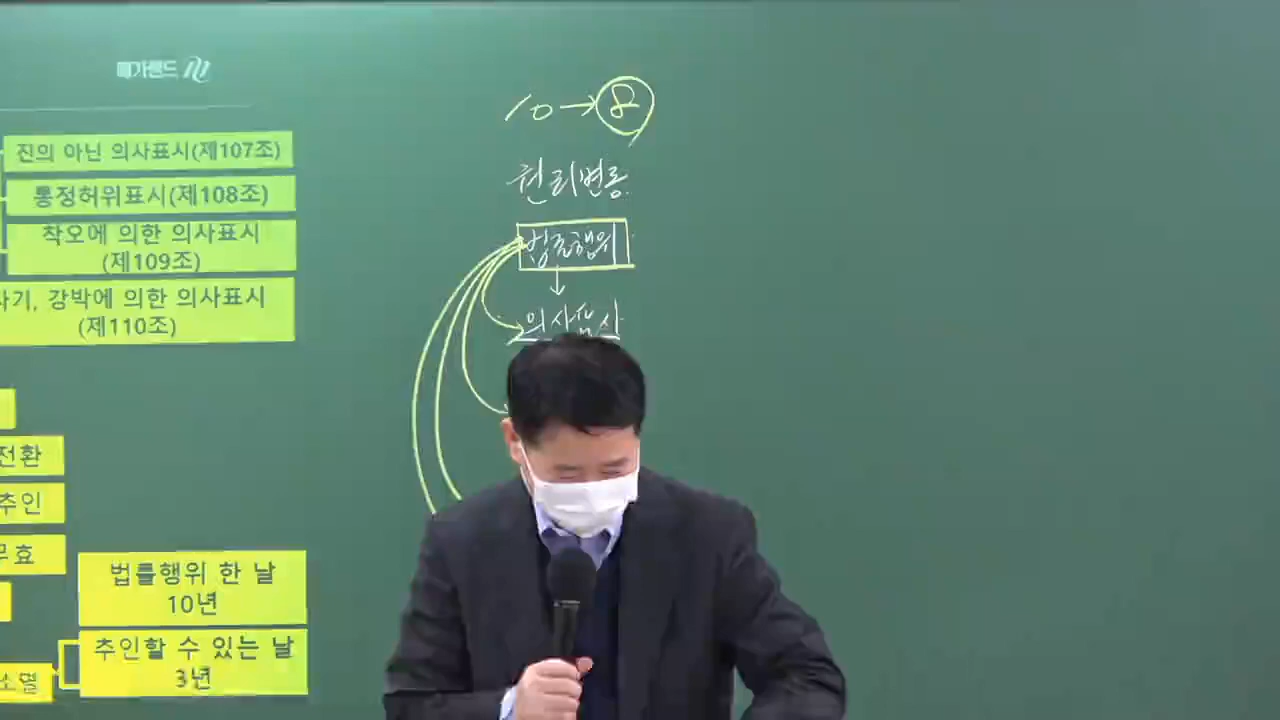 메가랜드
진의 아닌 의사표시(제107조)
통정허위표시(제108조)
착오에 의한 의사표시
(제109조)
사기, 강박에 의한 의사표시
(제110조)
전환
추인
무효
법률행위 한 날
10년
추인할 수 있는 날
3년
소멸
10→8
권리변동
법률행위
↓
의사표시